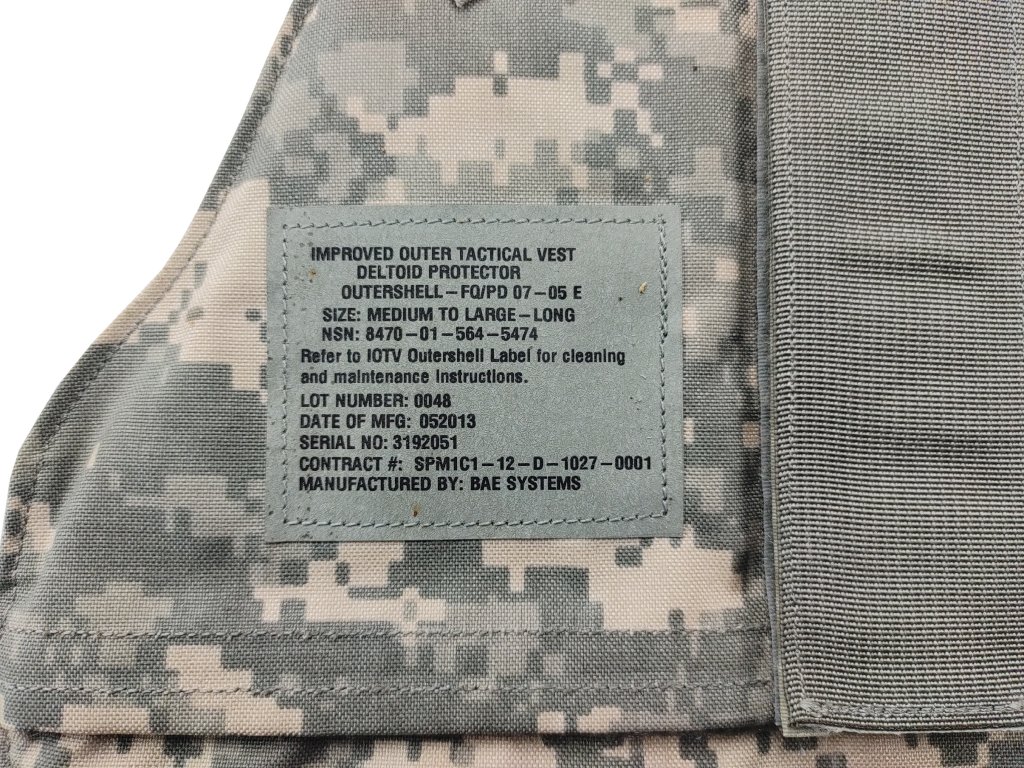 IMPROVED OUTER TACTICAL VEST
DELTOID PROTECTOR
OUTERSHELL-FQ/PD 07-05 E
SIZE: MEDIUM TO LARGE-LONG
NSN: 8470-01-564-5474
Refer to IOTV Outershell Label for cleaning
and maintenance Instructions.
LOT NUMBER: 0048
DATE OF MFG: 052013
SERIAL NO: 3192051
CONTRACT #: SPM1C1-12-D-1027-0001
MANUFACTURED BY: BAE SYSTEMS